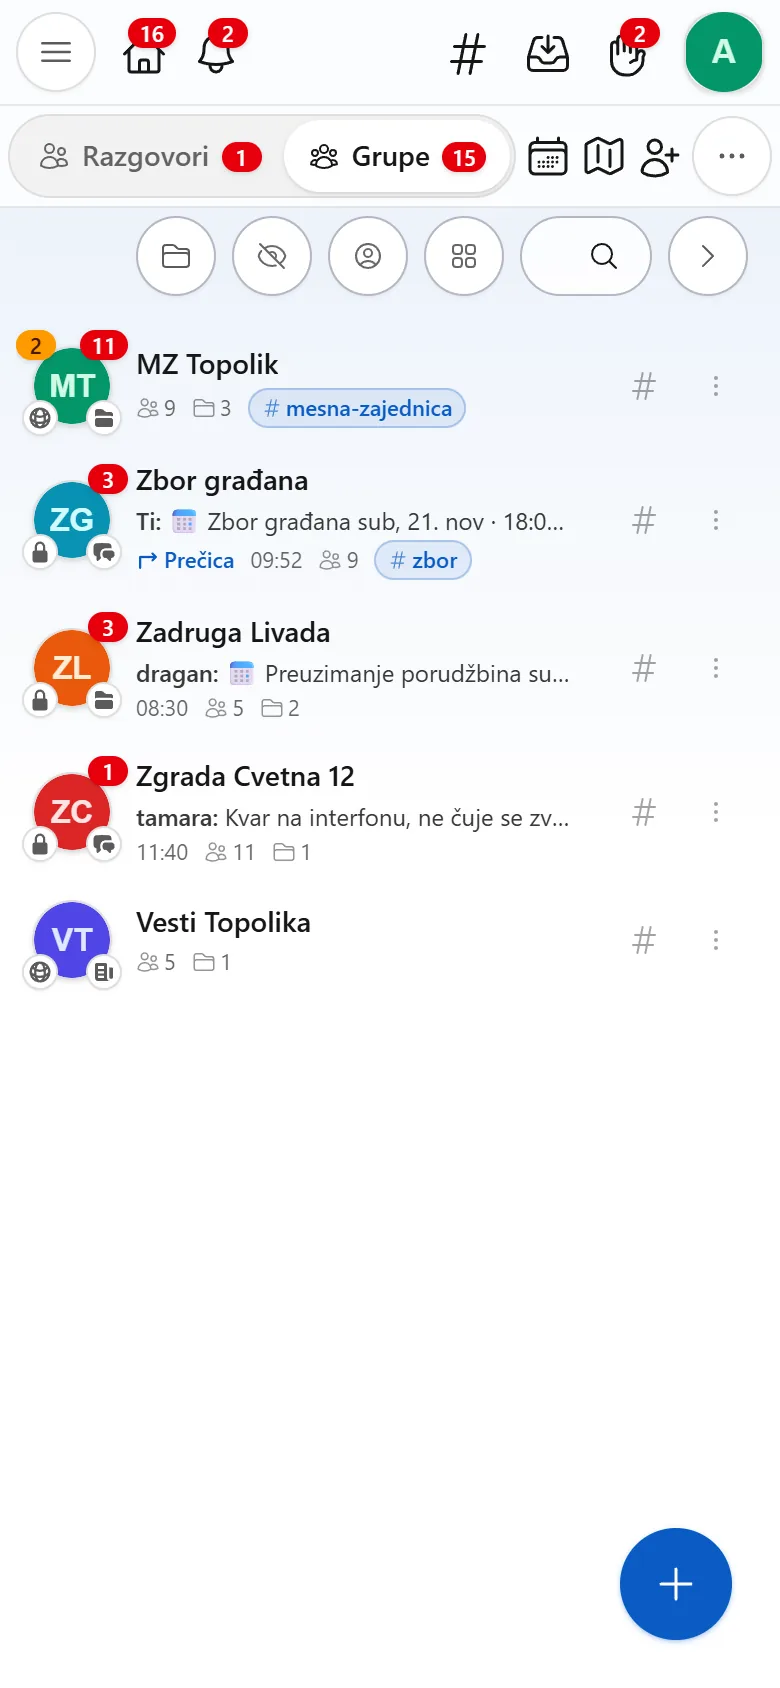 16
2
2
A
Razgovori 1
Grupe 15
2
11
MT
MZ Topolik
9 3 # mesna-zajednica
3
ZG
Zbor građana
Ti: Zbor građana sub, 21. nov · 18:0...
Prečica 09:52 9 # zbor
3
ZL
Zadruga Livada
dragan: Preuzimanje porudžbina su...
08:30 5 2
1
ZC
Zgrada Cvetna 12
tamara: Kvar na interfonu, ne čuje se zv...
11:40 11 1
VT
Vesti Topolika
5 1